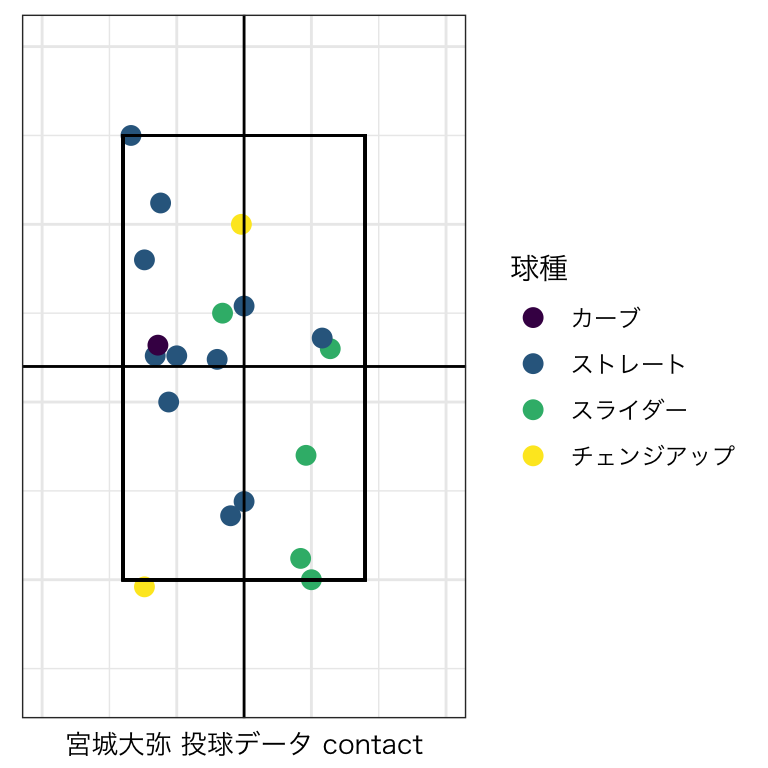 球種
カーブ
ストレート
スライダー
チェンジアップ
宮城大弥 投球データ contact